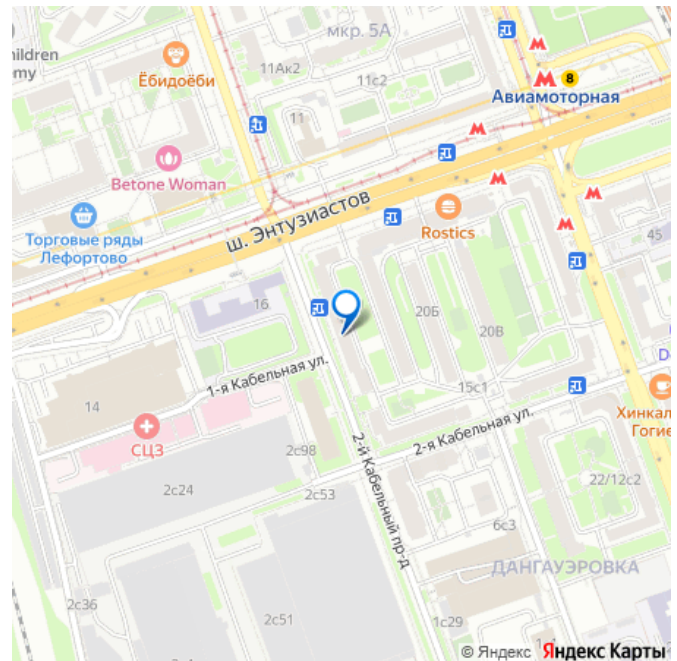 hildren
emy
Ёбидоёби
мкр. 5А
11Ак2
11с2
11
8
Авиамоторная
Betone Woman
Торговые ряды
Лефортово
ш. Энтузиастов
Rostics
45
16
20Б
20В
1-я Кабельная ул.
14
15с1
D
Хинкал
Гогие
СЦЗ
2с98
2-я Кабельная ул.
2с24
2с53
2-й Кабельный пр-д
22/12с2
6с3
ДАНГАУЭРОВКА
2с36
2с51
1с29
© Яндекс Яндекс Карты